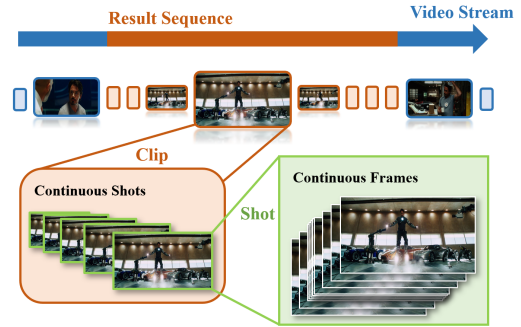 Result Sequence
Video Stream
Clip
Continuous Shots
Shot
Continuous Frames